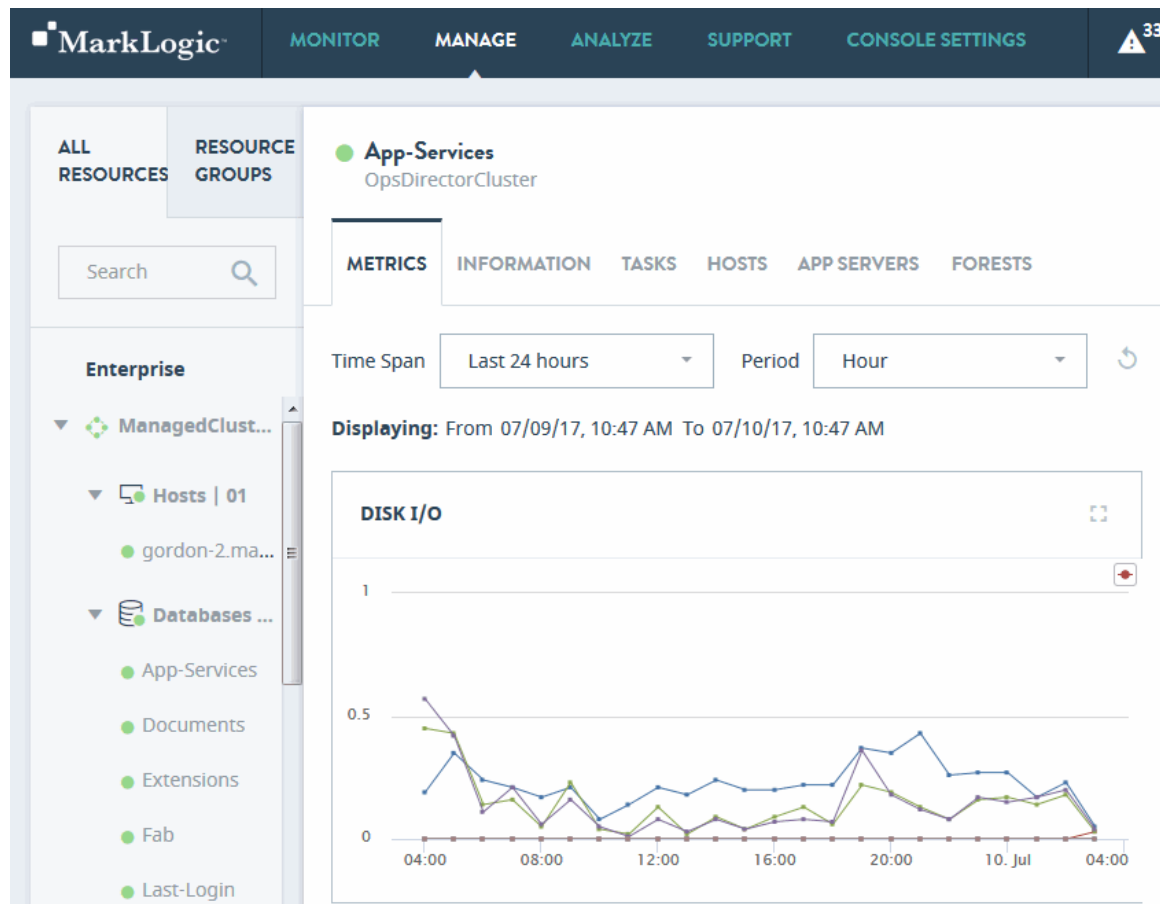 MarkLogic MONITOR MANAGE ANALYZE SUPPORT CONSOLE SETTINGS 33
ALL RESOURCES
RESOURCE GROUPS
Search
Enterprise
ManagedClust...
Hosts | 01
gordon-2.ma...
Databases ...
App-Services
Documents
Extensions
Fab
Last-Login
App-Services
OpsDirectorCluster
METRICS INFORMATION TASKS HOSTS APP SERVERS FORESTS
Time Span Last 24 hours Period Hour
Displaying: From 07/09/17, 10:47 AM To 07/10/17, 10:47 AM
DISK I/O
1
0.5
0
04:00 08:00 12:00 16:00 20:00 10. Jul 04:00